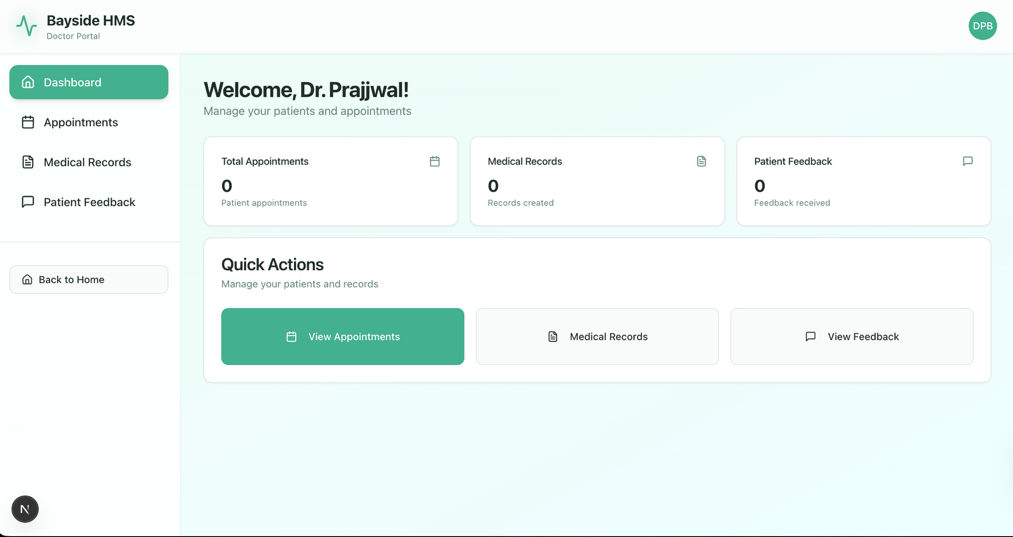 Bayside HMS
Doctor Portal
DPB
Dashboard
Appointments
Medical Records
Patient Feedback
Back to Home
N
Welcome, Dr. Prajjwal!
Manage your patients and appointments
Total Appointments
0
Patient appointments
Medical Records
0
Records created
Patient Feedback
0
Feedback received
Quick Actions
Manage your patients and records
View Appointments
Medical Records
View Feedback